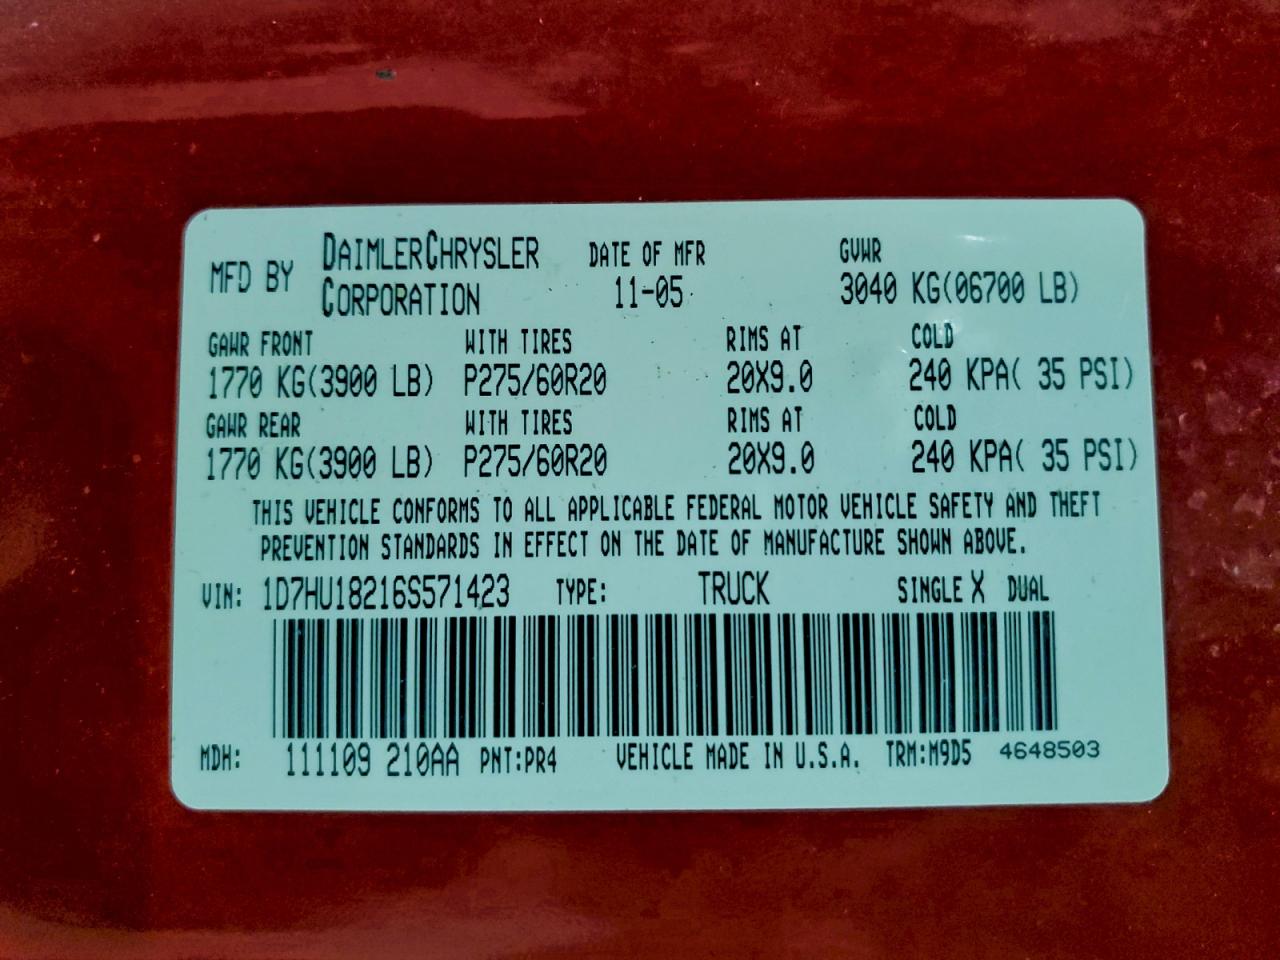 MFD BY DAIMLERCHRYSLER CORPORATION DATE OF MFR 11-05 GVWR 3040 KG(06700 LB)
GAWR FRONT WITH TIRES RIMS AT COLD
1770 KG(3900 LB) P275/60R20 20X9.0 240 KPA( 35 PSI)
GAWR REAR WITH TIRES RIMS AT COLD
1770 KG(3900 LB) P275/60R20 20X9.0 240 KPA( 35 PSI)
THIS VEHICLE CONFORMS TO ALL APPLICABLE FEDERAL MOTOR VEHICLE SAFETY AND THEFT
PREVENTION STANDARDS IN EFFECT ON THE DATE OF MANUFACTURE SHOWN ABOVE.
VIN: 1D7HU18216S571423 TYPE: TRUCK SINGLE X DUAL
MDH: 111109 210AA PNT:PR4 VEHICLE MADE IN U.S.A. TRM:M9D5 4648503